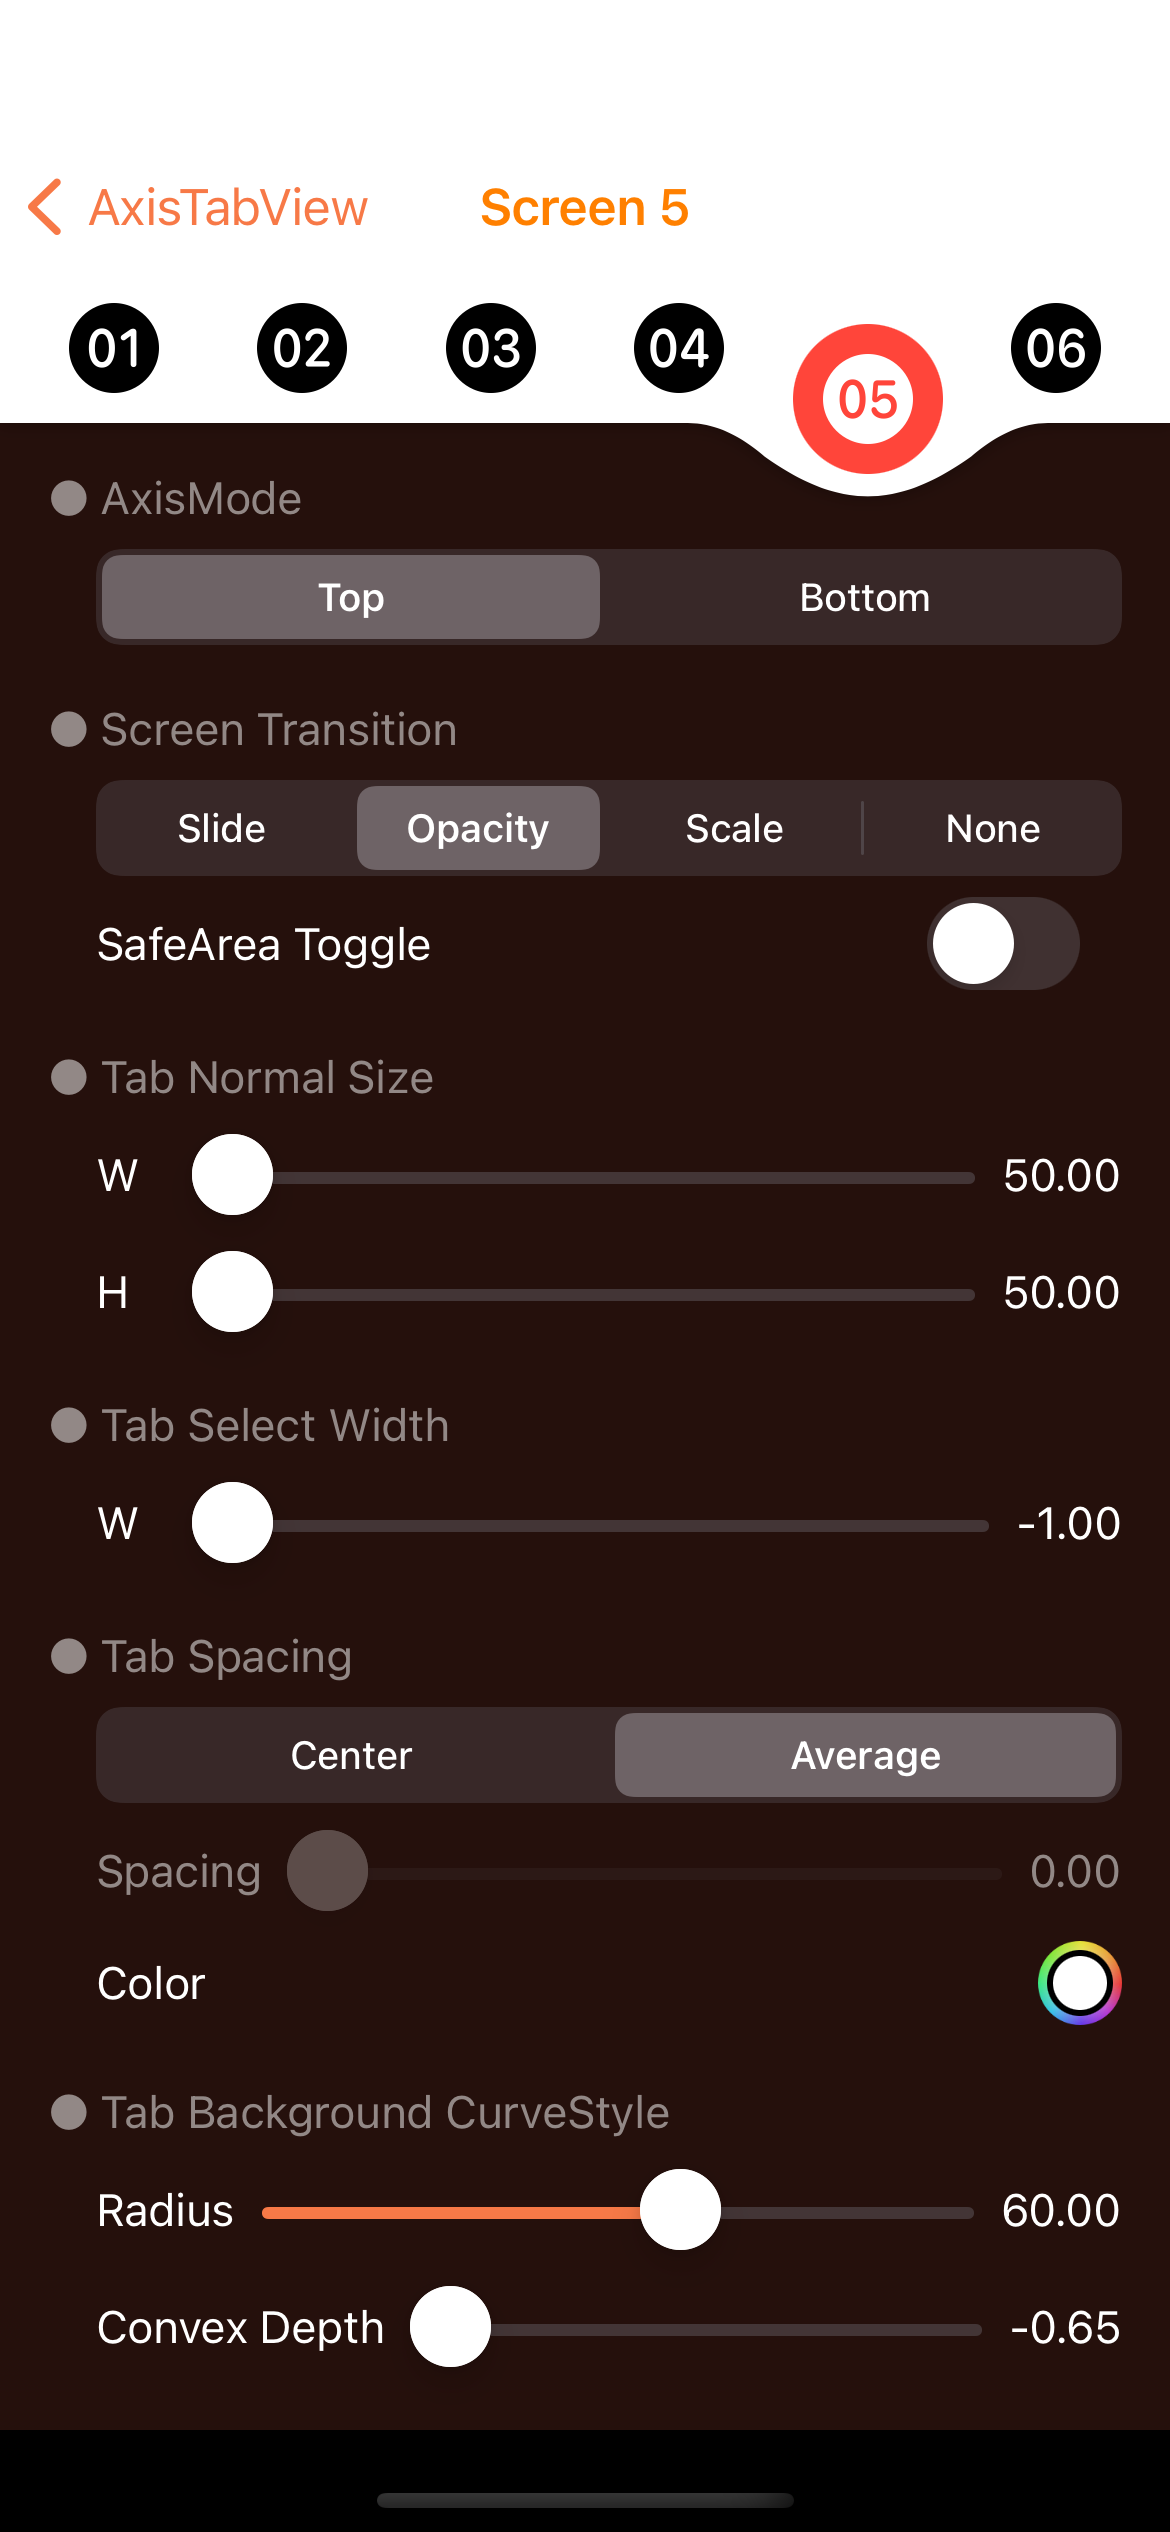 AxisTabView Screen 5
01 02 03 04 05 06
AxisMode
Top Bottom
Screen Transition
Slide Opacity Scale None
SafeArea Toggle
Tab Normal Size
W 50.00
H 50.00
Tab Select Width
W -1.00
Tab Spacing
Center Average
Spacing 0.00
Color
Tab Background CurveStyle
Radius 60.00
Convex Depth -0.65